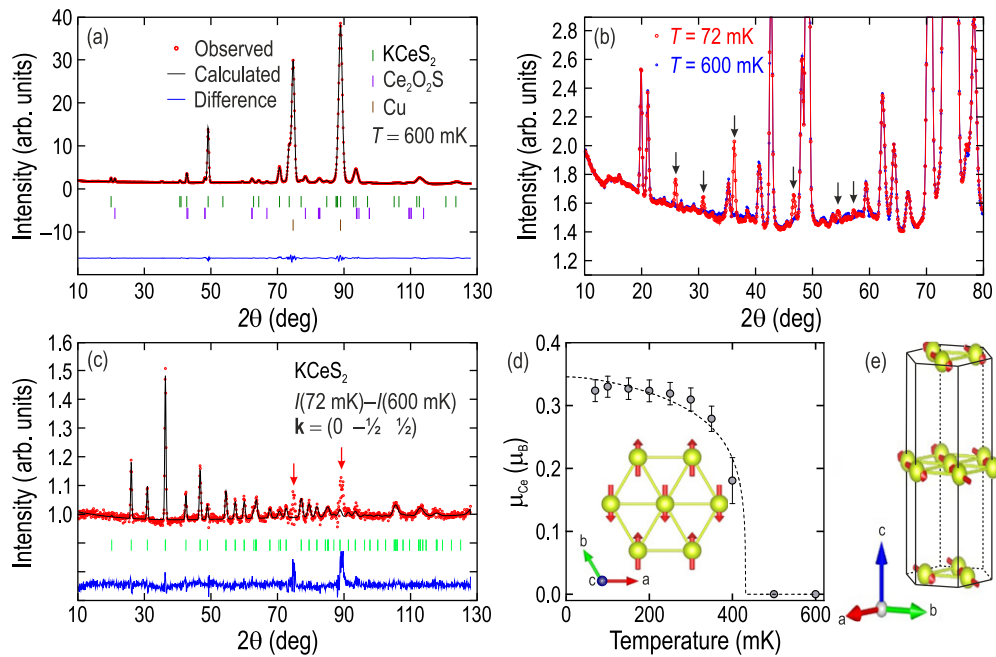 (a)
Intensity (arb. units)
40
30
20
10
0
−10
Observed
Calculated
Difference
KCeS2
Ce2O2S
Cu
T = 600 mK
10 30 50 70 90 110 130
2θ (deg)
(b)
Intensity (arb. units)
2.8
2.6
2.4
2.2
2.0
1.8
1.6
1.4
1.2
T = 72 mK
T = 600 mK
10 20 30 40 50 60 70 80
2θ (deg)
(c)
Intensity (arb. units)
1.6
1.5
1.4
1.3
1.2
1.1
1.0
KCeS2
I(72 mK)–I(600 mK)
k = (0 –½ ½)
10 30 50 70 90 110 130
2θ (deg)
(d)
μCe (μB)
0.4
0.3
0.2
0.1
0.0
b
c
a
0 200 400 600
Temperature (mK)
(e)
c
a
b